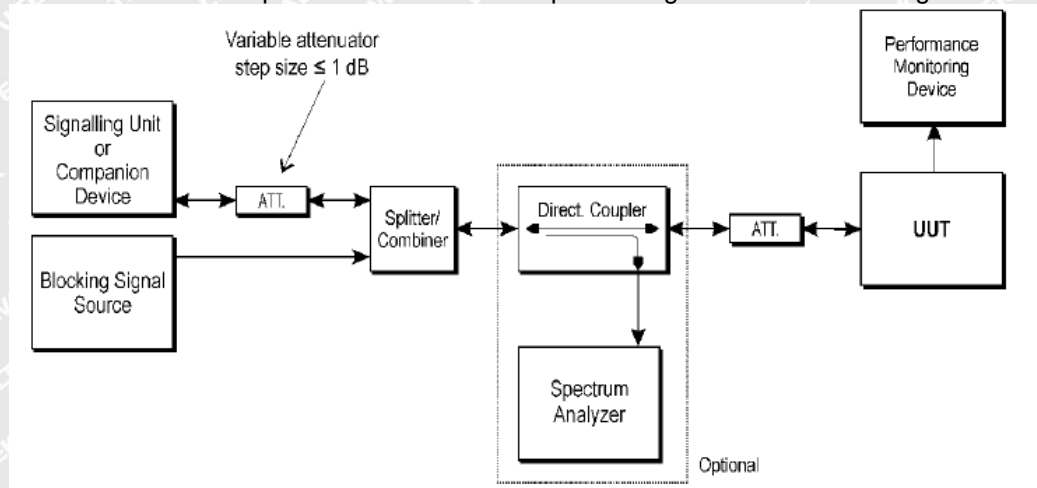 Variable attenuator
step size ≤ 1 dB
Performance
Monitoring
Device
Signalling Unit
or
Companion
Device
ATT.
Splitter/
Combiner
Direct. Coupler
ATT.
UUT
Blocking Signal
Source
Spectrum
Analyzer
Optional